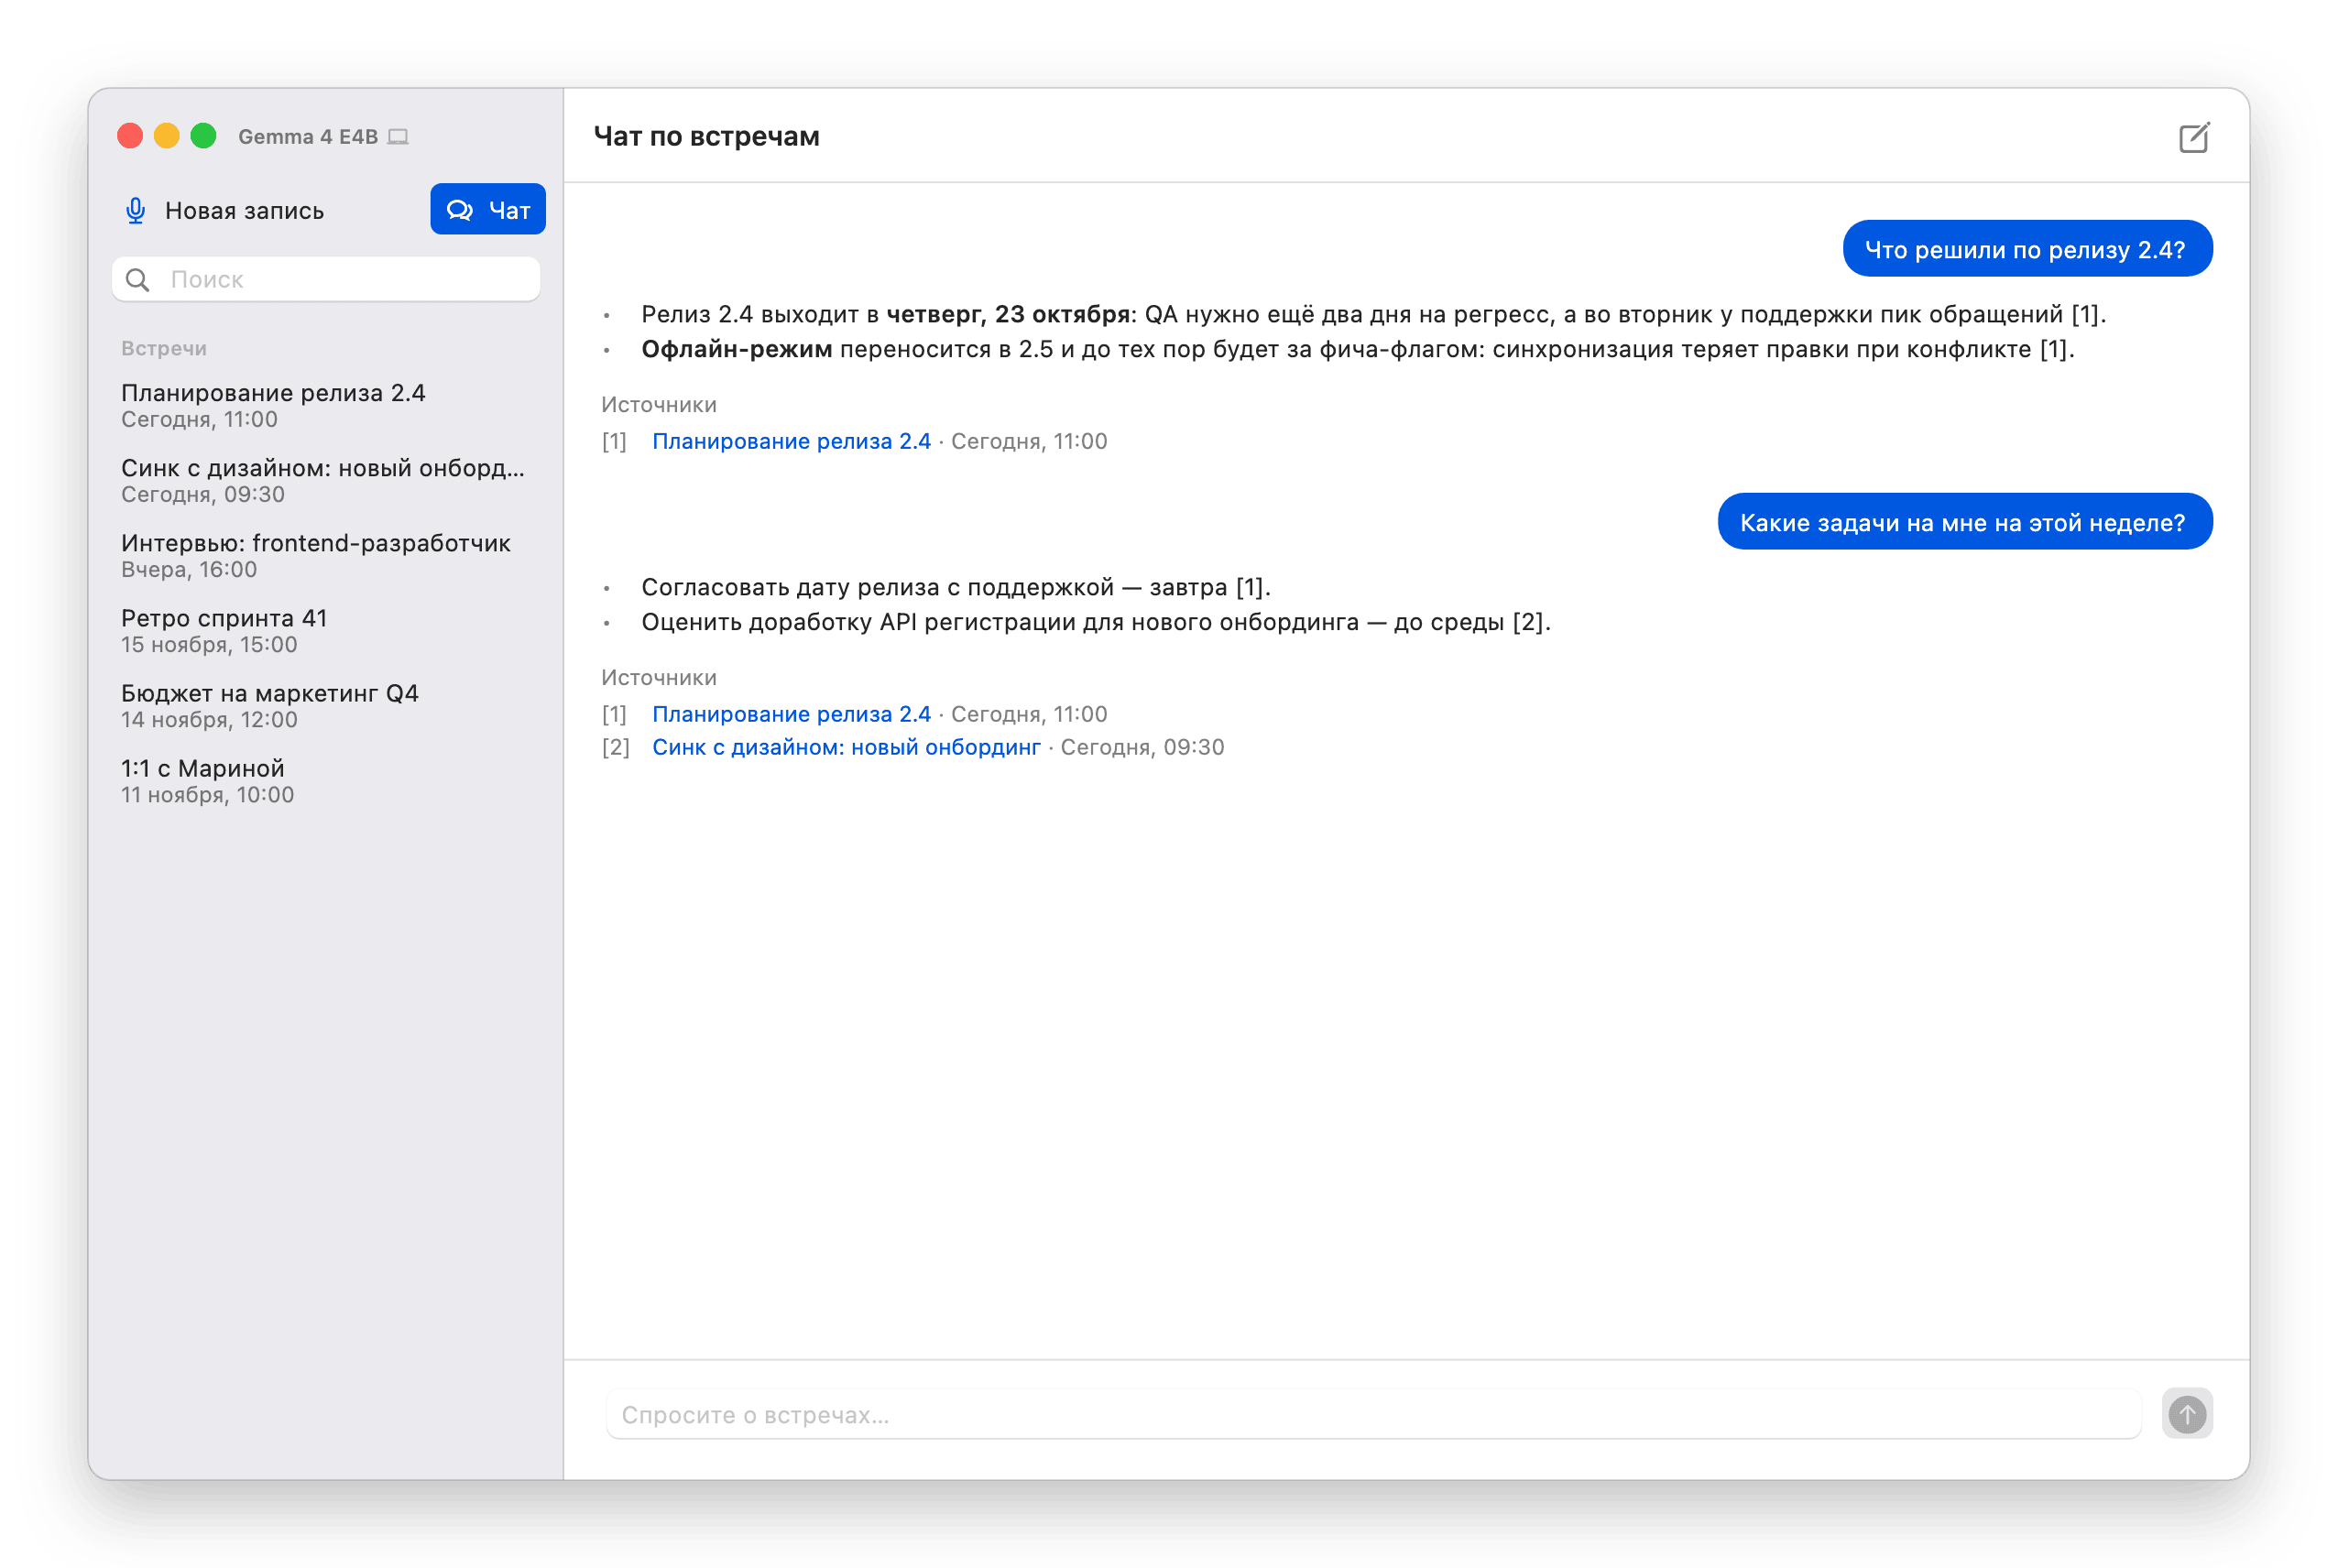 Gemma 4 E4B
Новая запись
Чат
Поиск
Встречи
Планирование релиза 2.4
Сегодня, 11:00
Синк с дизайном: новый онборд...
Сегодня, 09:30
Интервью: frontend-разработчик
Вчера, 16:00
Ретро спринта 41
15 ноября, 15:00
Бюджет на маркетинг Q4
14 ноября, 12:00
1:1 с Мариной
11 ноября, 10:00
Чат по встречам
Что решили по релизу 2.4?
• Релиз 2.4 выходит в четверг, 23 октября: QA нужно ещё два дня на регресс, а во вторник у поддержки пик обращений [1].
• Офлайн-режим переносится в 2.5 и до тех пор будет за фича-флагом: синхронизация теряет правки при конфликте [1].
Источники
[1] Планирование релиза 2.4 · Сегодня, 11:00
Какие задачи на мне на этой неделе?
• Согласовать дату релиза с поддержкой — завтра [1].
• Оценить доработку API регистрации для нового онбординга — до среды [2].
Источники
[1] Планирование релиза 2.4 · Сегодня, 11:00
[2] Синк с дизайном: новый онбординг · Сегодня, 09:30
Спросите о встречах...